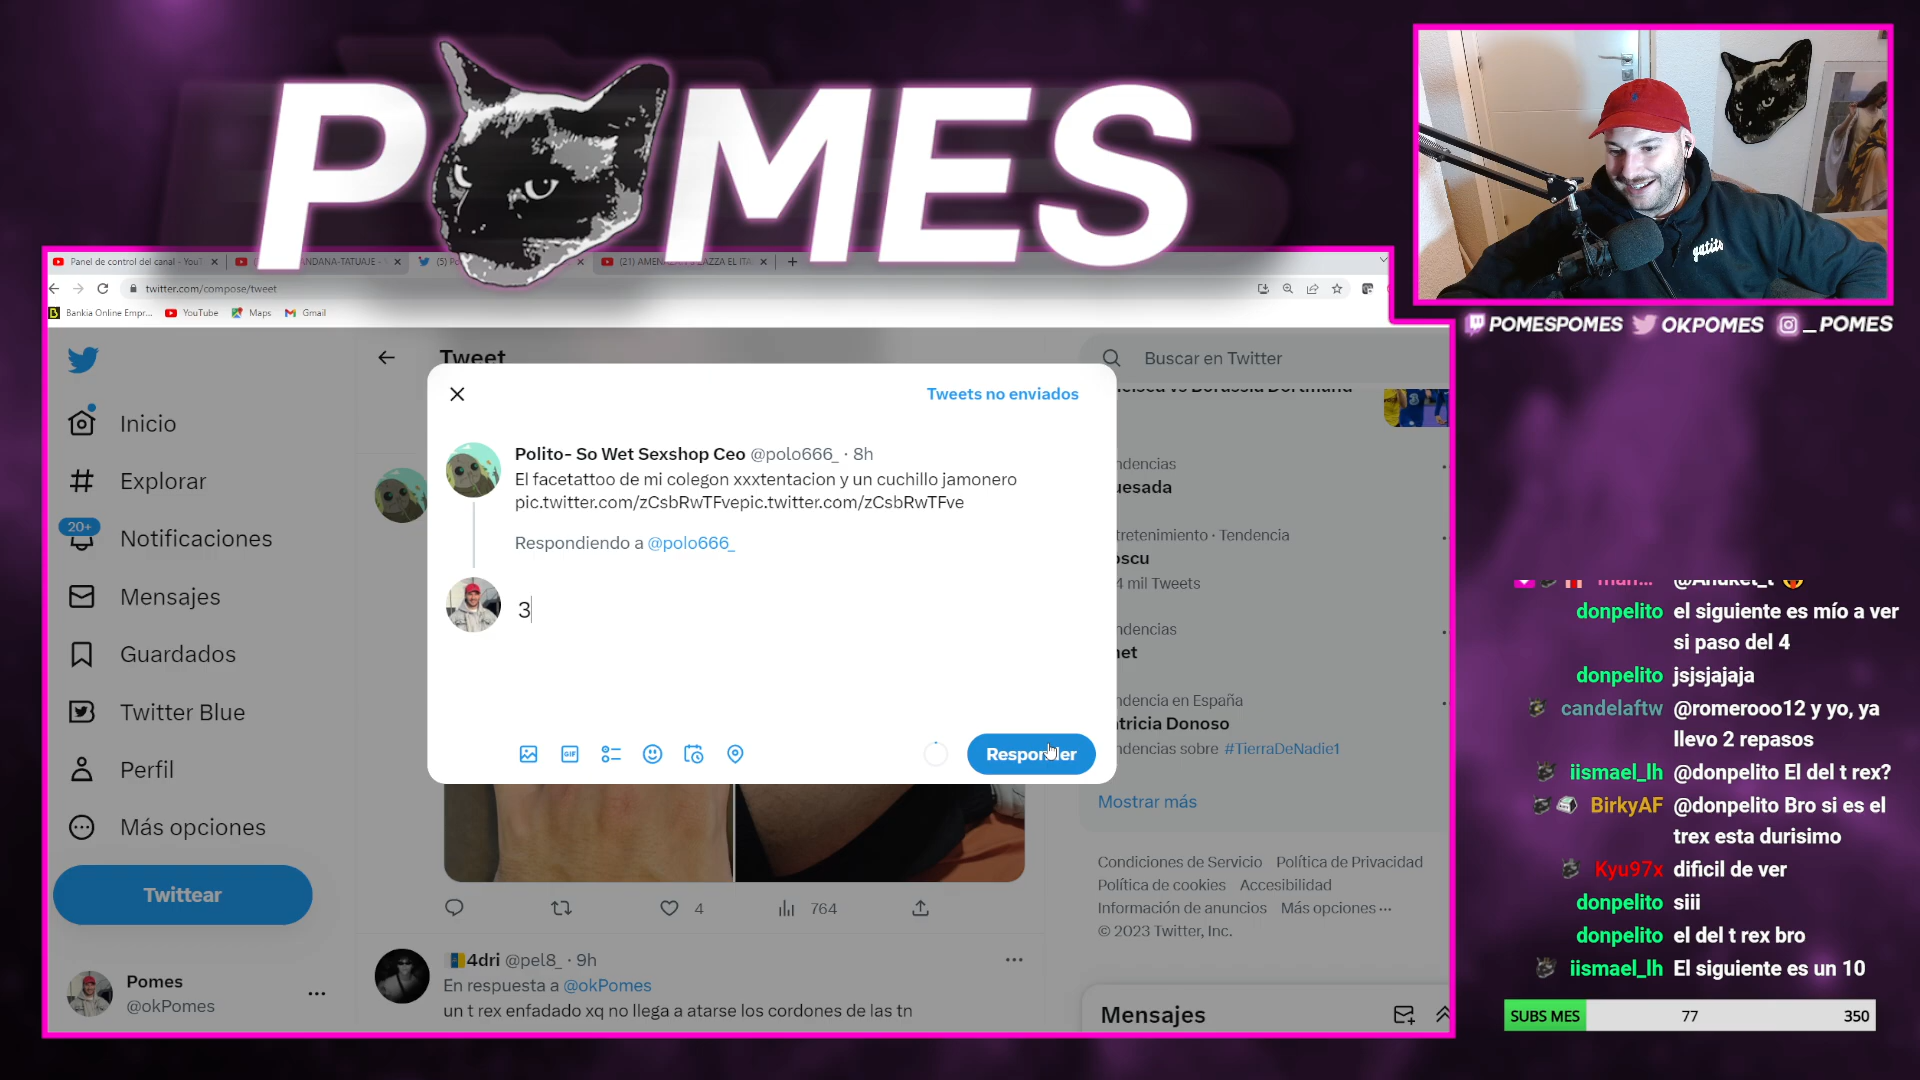 POMES
Panel de control del canal - YouT
ANDANA-TATUAJE -
(5) Po
(21) AMENAZA
AZZA EL ITA
twitter.com/compose/tweet
Bankia Online Empr...
YouTube
Maps
Gmail
gatito
POMESPOMES
OKPOMES
_POMES
Inicio
Explorar
20+
Notificaciones
Mensajes
Guardados
Twitter Blue
Perfil
Más opciones
Twittear
Pomes
@okPomes
Tweet
Tweets no enviados
Polito- So Wet Sexshop Ceo @polo666_ · 8h
El facetattoo de mi colegon xxxtentacion y un cuchillo jamonero
pic.twitter.com/zCsbRwTFvepic.twitter.com/zCsbRwTFve
Respondiendo a @polo666_
3
GIF
Responder
4
764
4dri @pel8_ · 9h
En respuesta a @okPomes
un t rex enfadado xq no llega a atarse los cordones de las tn
Buscar en Twitter
helsea vs Borussia Dortmund
ndencias
uesada
tretenimiento · Tendencia
oscu
4 mil Tweets
ndencias
net
ndencia en España
tricia Donoso
ndencias sobre #TierraDeNadie1
Mostrar más
Condiciones de Servicio Política de Privacidad
Política de cookies Accesibilidad
Información de anuncios Más opciones ···
© 2023 Twitter, Inc.
Mensajes
donpelito el siguiente es mío a ver
si paso del 4
donpelito jsjsjajaja
candelaftw @romerooo12 y yo, ya
llevo 2 repasos
iismael_lh @donpelito El del t rex?
BirkyAF @donpelito Bro si es el
trex esta durisimo
Kyu97x dificil de ver
donpelito siii
donpelito el del t rex bro
iismael_lh El siguiente es un 10
SUBS MES 77 350